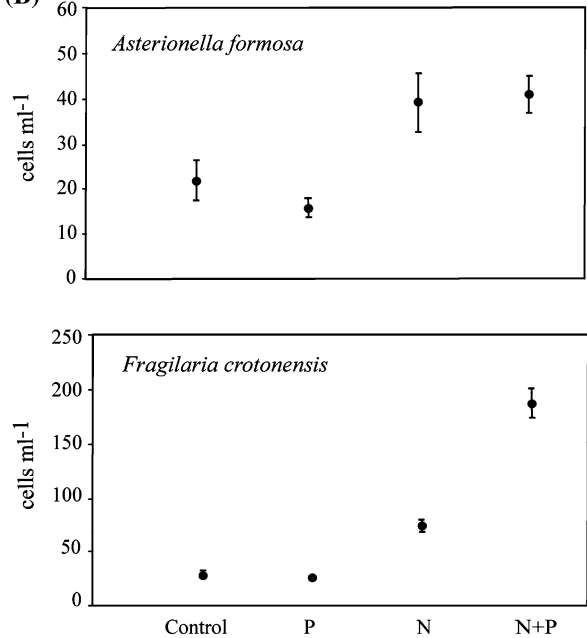 (B)
60
Asterionella formosa
50
40
30
20
10
0
cells ml-1
250
Fragilaria crotonensis
200
150
100
50
0
cells ml-1
Control P N N+P